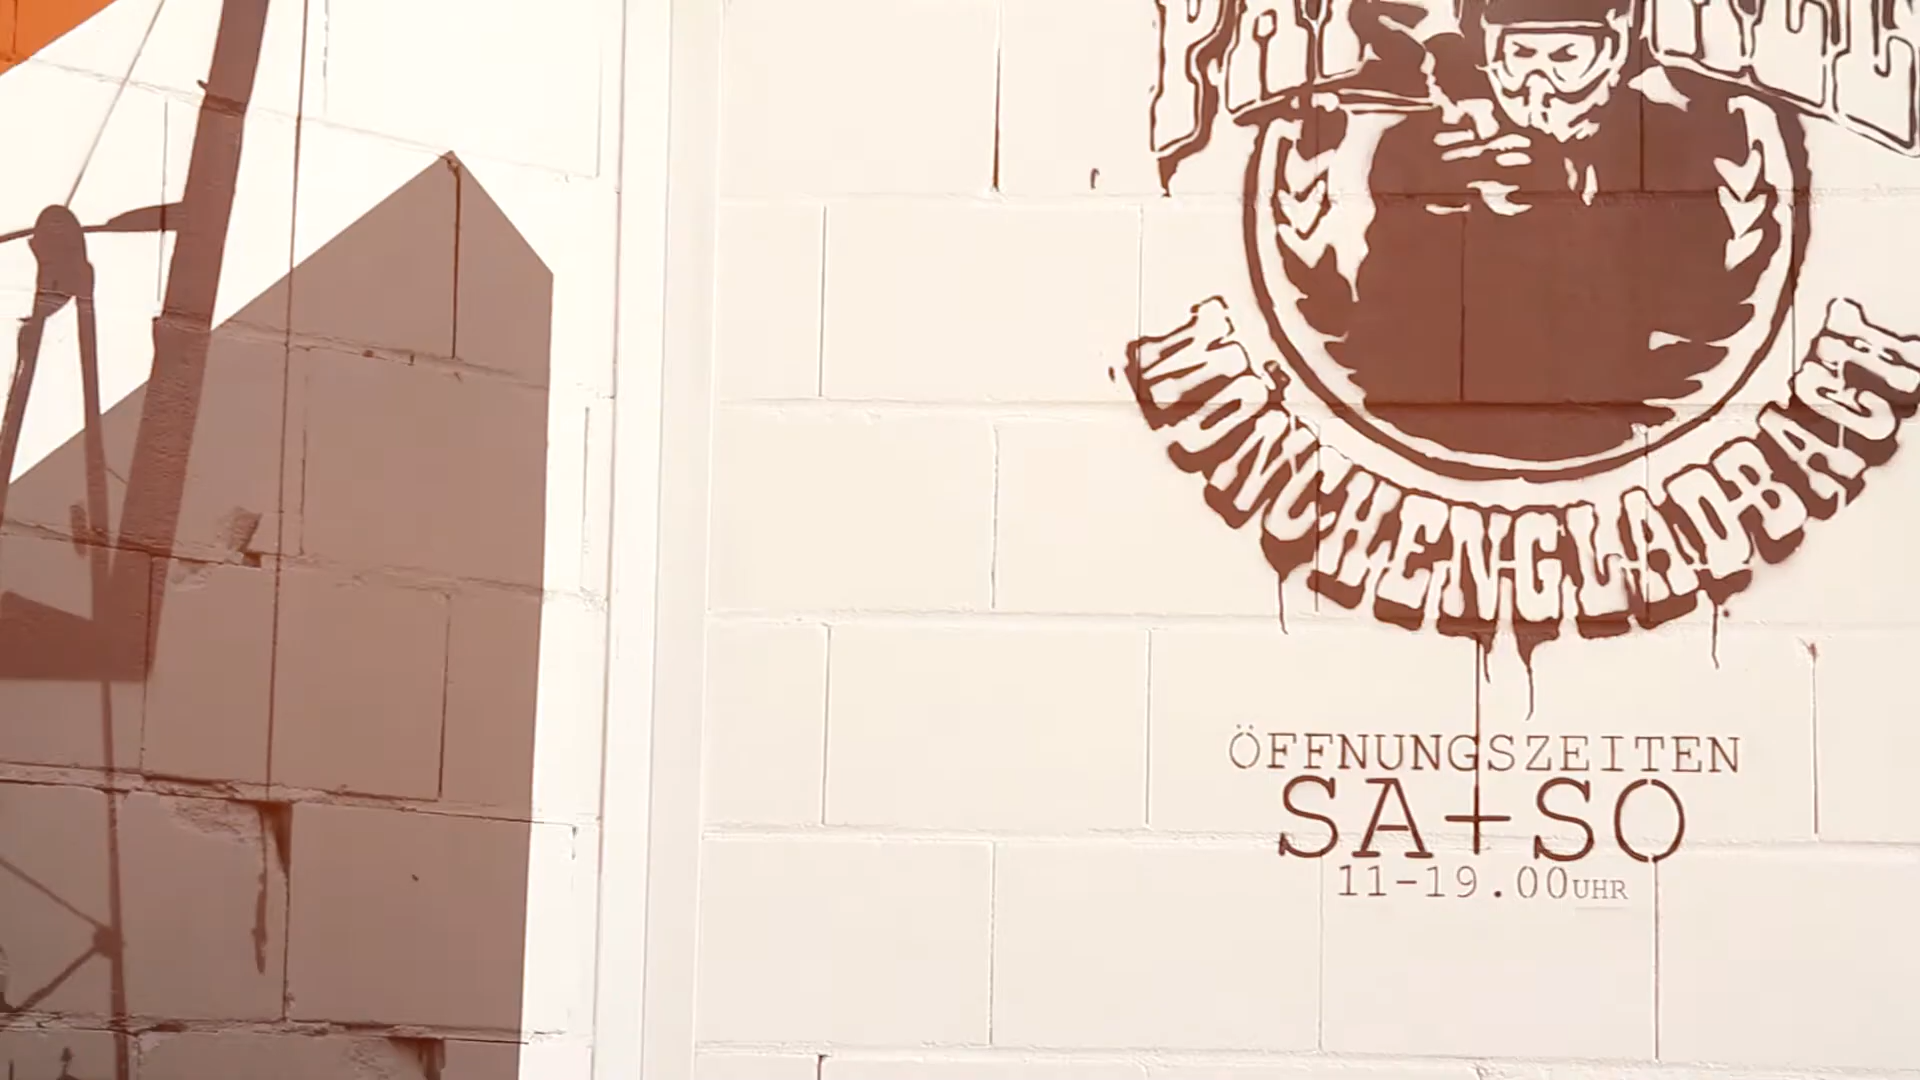 MÖNCHENGLADBACH
ÖFFNUNGSZEITEN
SA+SO
11-19.00UHR